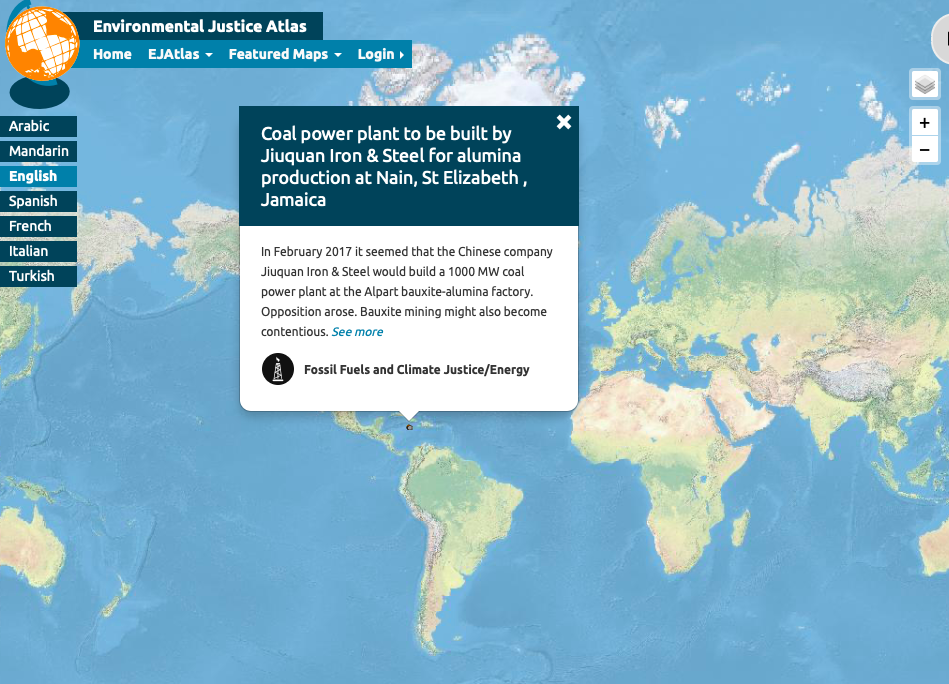 Environmental Justice Atlas
Home EJAtlas Featured Maps Login
Arabic
Mandarin
English
Spanish
French
Italian
Turkish
Coal power plant to be built by
Jiuquan Iron & Steel for alumina
production at Nain, St Elizabeth ,
Jamaica
In February 2017 it seemed that the Chinese company
Jiuquan Iron & Steel would build a 1000 MW coal
power plant at the Alpart bauxite-alumina factory.
Opposition arose. Bauxite mining might also become
contentious. See more
Fossil Fuels and Climate Justice/Energy
+
−